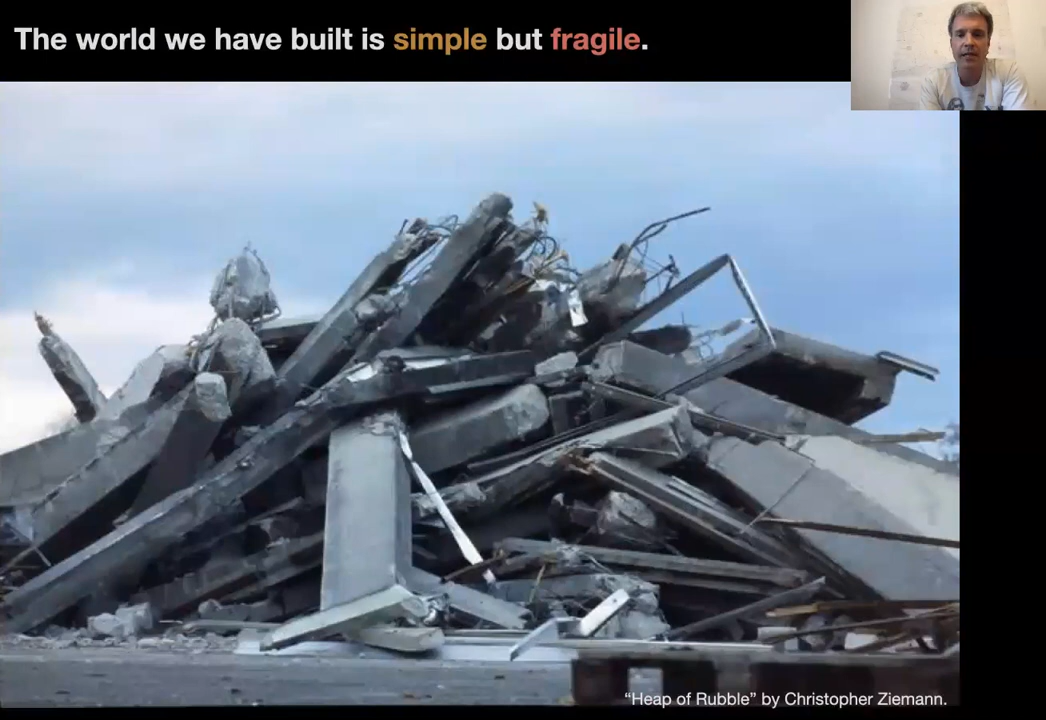 The world we have built is simple but fragile.
“Heap of Rubble” by Christopher Ziemann.